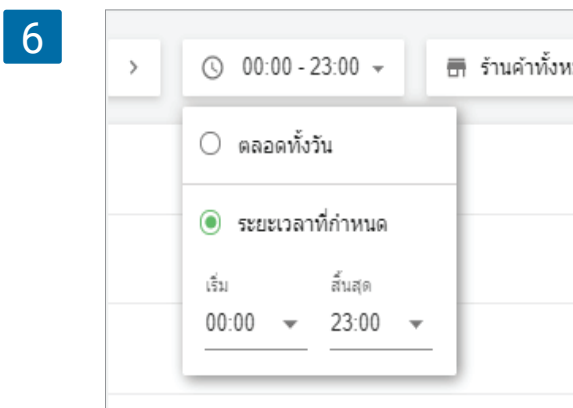 6
00:00 - 23:00 ร้านค้าทั้งห
ตลอดทั้งวัน
ระยะเวลาที่กำหนด
เริ่ม สิ้นสุด
00:00 23:00